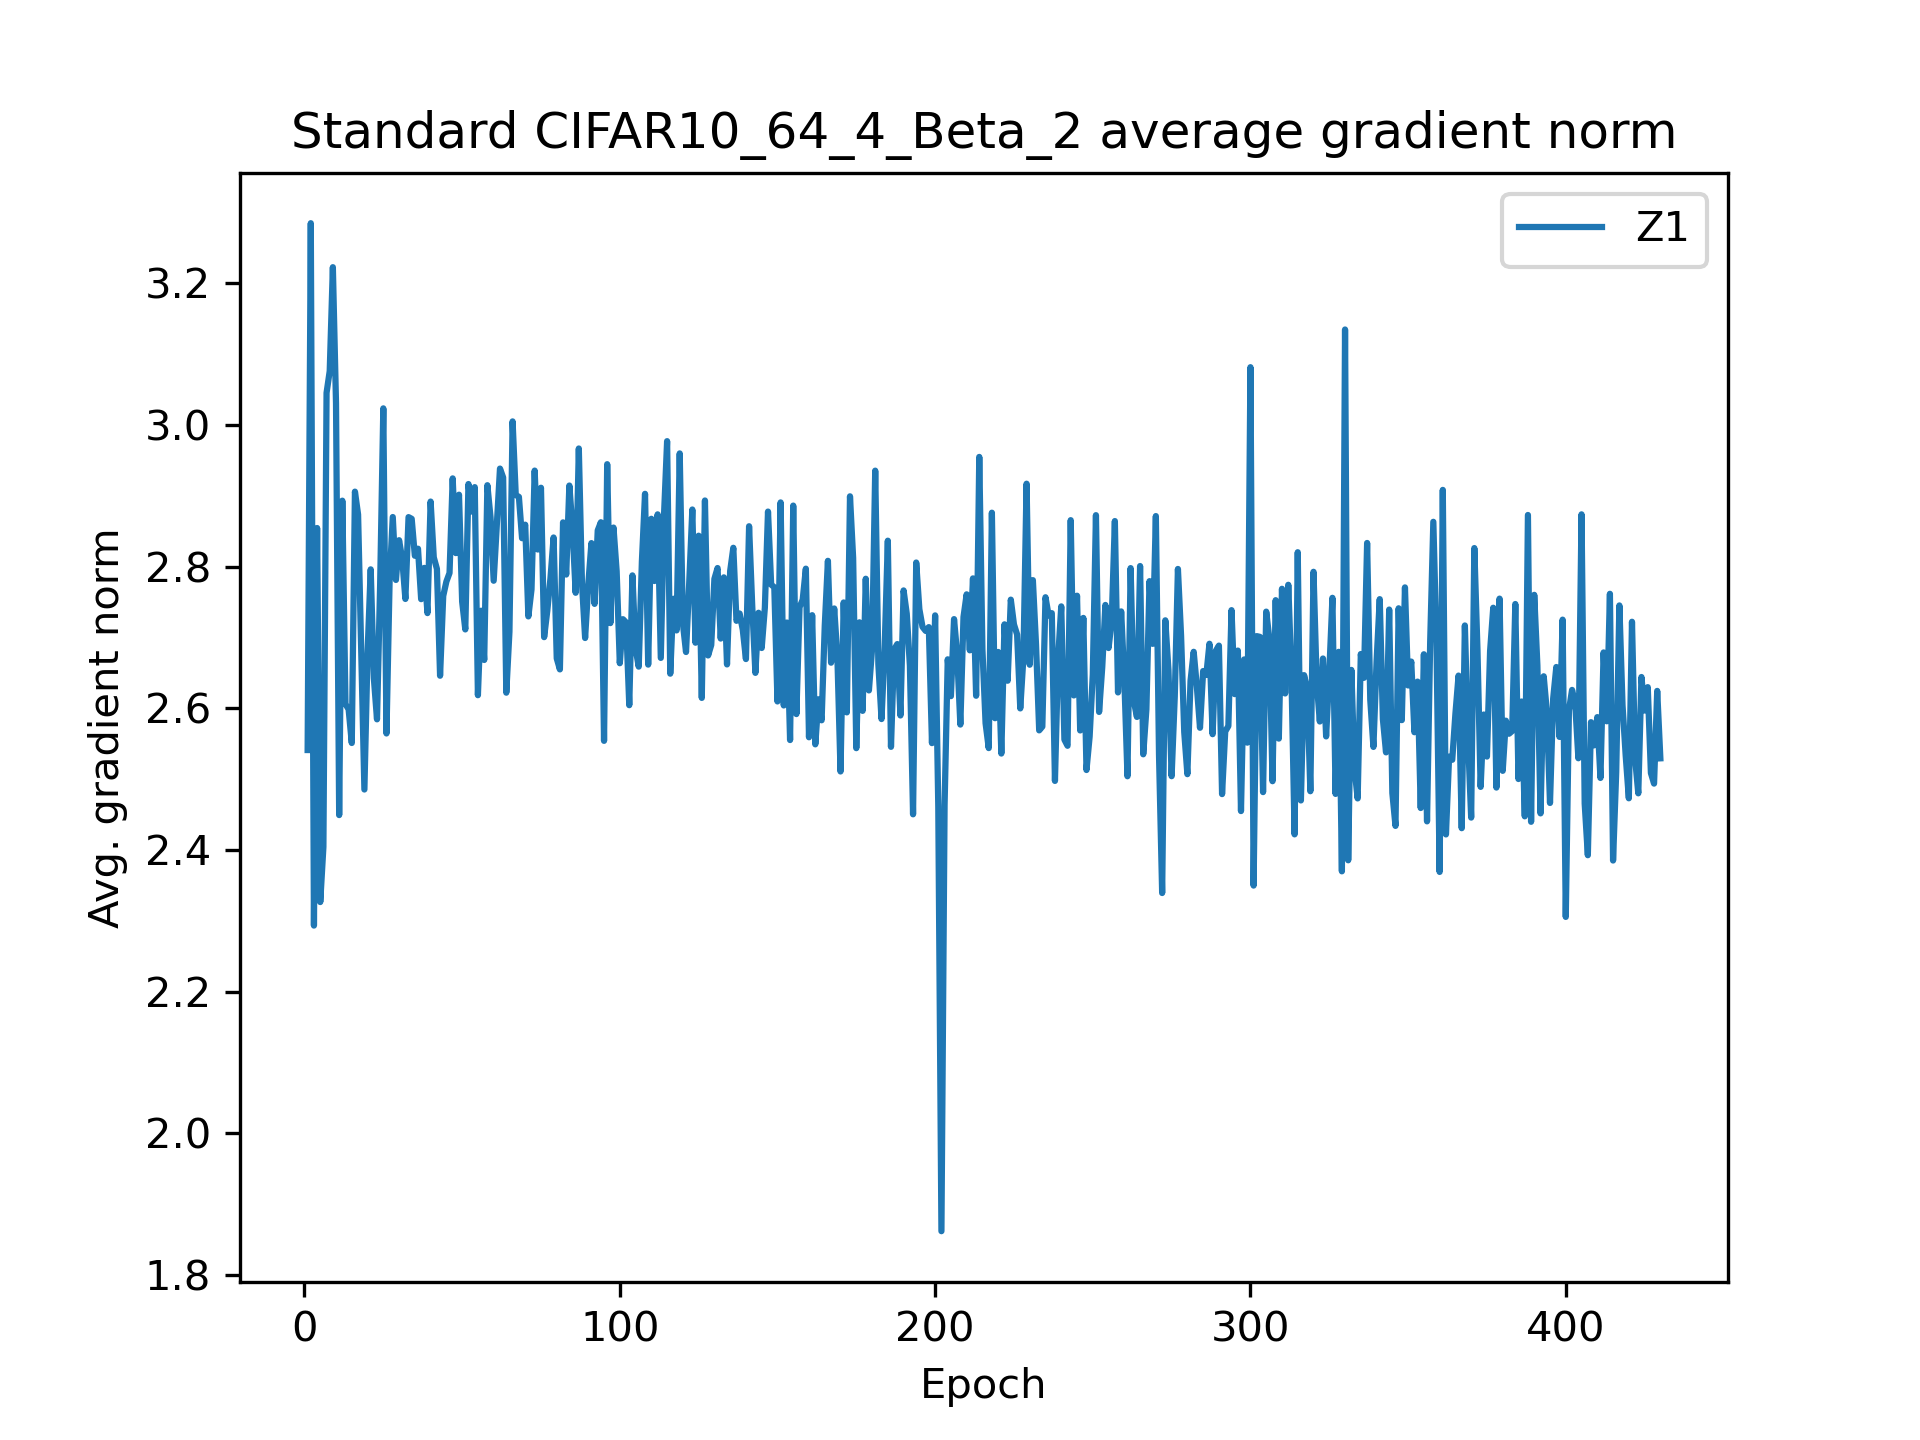 Standard CIFAR10_64_4_Beta_2 average gradient norm
Z1
Avg. gradient norm
3.2
3.0
2.8
2.6
2.4
2.2
2.0
1.8
0 100 200 300 400
Epoch